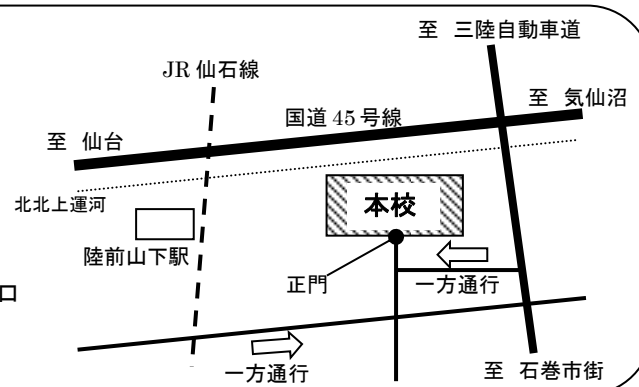 至 三陸自動車道
JR 仙石線
至 気仙沼
国道 45 号線
至 仙台
北北上運河
本校
陸前山下駅
正門
一方通行
口
一方通行
至 石巻市街